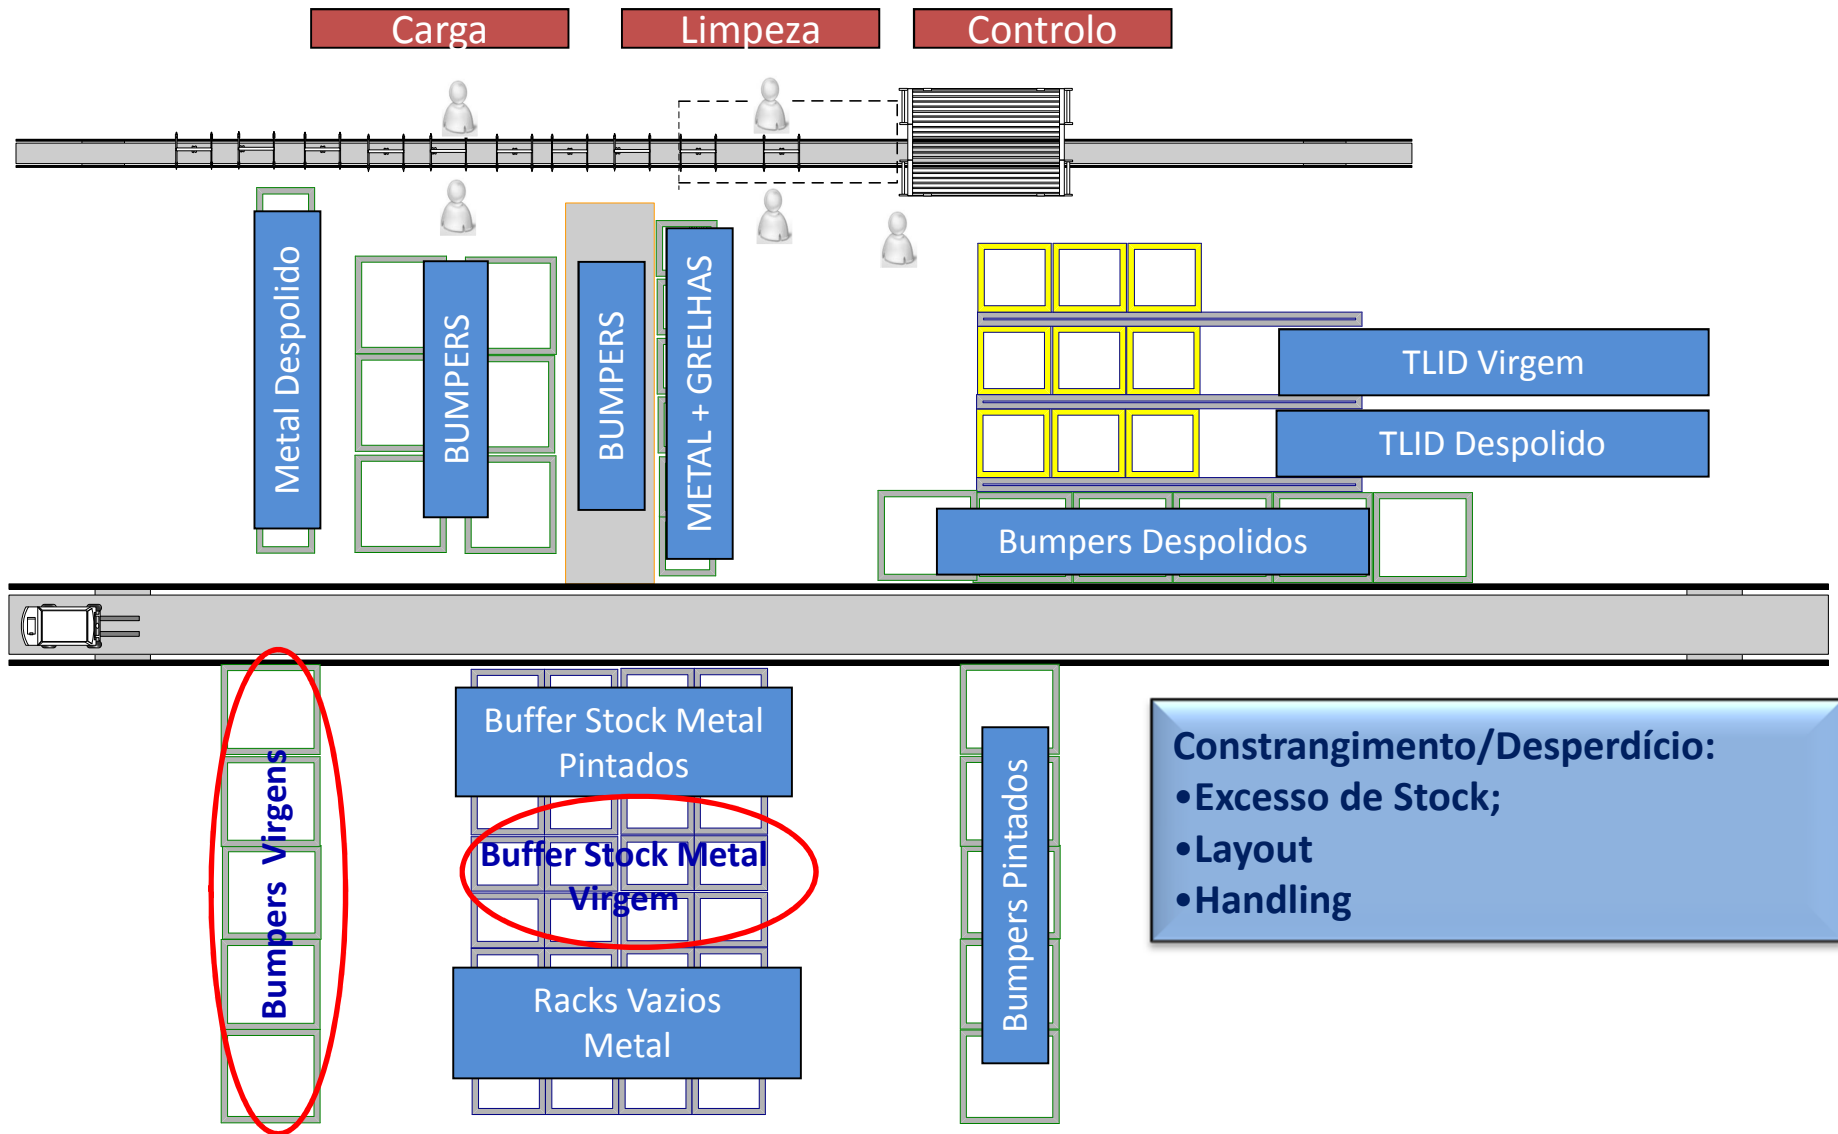 Carga
Limpeza
Controlo
Metal Despolido
BUMPERS
BUMPERS
METAL + GRELHAS
TLID Virgem
TLID Despolido
Bumpers Despolidos
Bumpers Virgens
Buffer Stock Metal
Pintados
Buffer Stock Metal
Virgem
Racks Vazios
Metal
Bumpers Pintados
Constrangimento/Desperdício:
•Excesso de Stock;
•Layout
•Handling